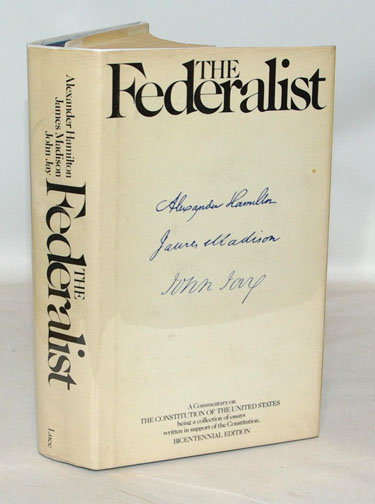 THE
Federalist
Alexander Hamilton
James Madison
John Jay
A Commentary on
THE CONSTITUTION OF THE UNITED STATES
being a collection of essays
written in support of the Constitution.
BICENTENNIAL EDITION
Alexander Hamilton
James Madison
John Jay
THE
Federalist
Luce